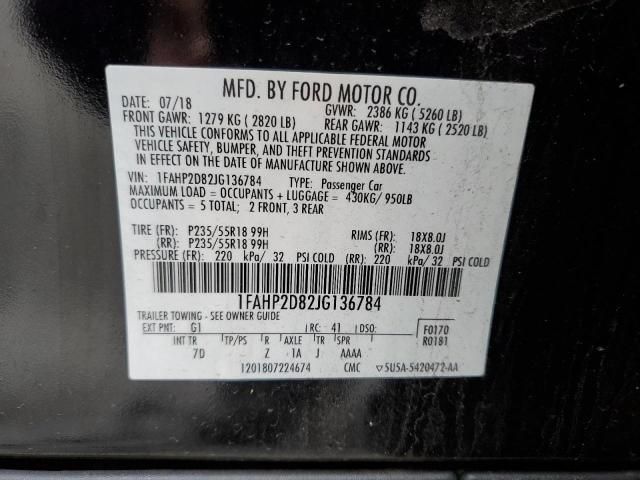 MFD. BY FORD MOTOR CO.
DATE: 07/18 GVWR: 2386 KG ( 5260 LB)
FRONT GAWR: 1279 KG ( 2820 LB) REAR GAWR: 1143 KG ( 2520 LB)
THIS VEHICLE CONFORMS TO ALL APPLICABLE FEDERAL MOTOR
VEHICLE SAFETY, BUMPER, AND THEFT PREVENTION STANDARDS
IN EFFECT ON THE DATE OF MANUFACTURE SHOWN ABOVE.
VIN: 1FAHP2D82JG136784 TYPE: Passenger Car
MAXIMUM LOAD = OCCUPANTS + LUGGAGE = 430KG/ 950LB
OCCUPANTS = 5 TOTAL; 2 FRONT, 3 REAR
TIRE (FR): P235/55R18 99H RIMS (FR): 18X8.0J
(RR): P235/55R18 99H (RR): 18X8.0J
PRESSURE (FR): 220 kPa/ 32 PSI COLD (RR): 220 kPa/ 32 PSI COLD
1FAHP2D82JG136784
TRAILER TOWING - SEE OWNER GUIDE
EXT PNT: G1 RC: 41 DSO: F0170
INT TR TP/PS R AXLE TR SPR R0181
7D Z 1A J AAAA
1201807224674 CMC ▽5U5A-5420472-AA